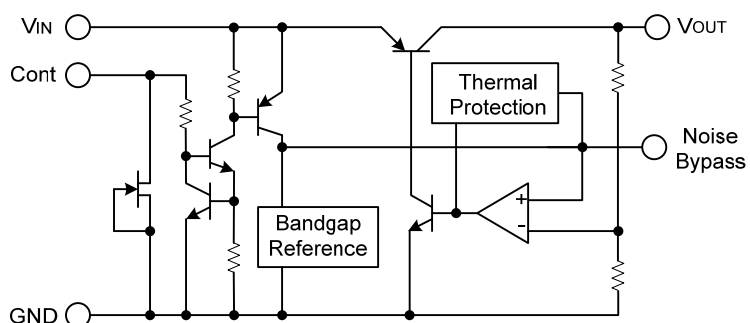 VIN
VOUT
Cont
Thermal
Protection
Noise
Bypass
+
-
Bandgap
Reference
GND